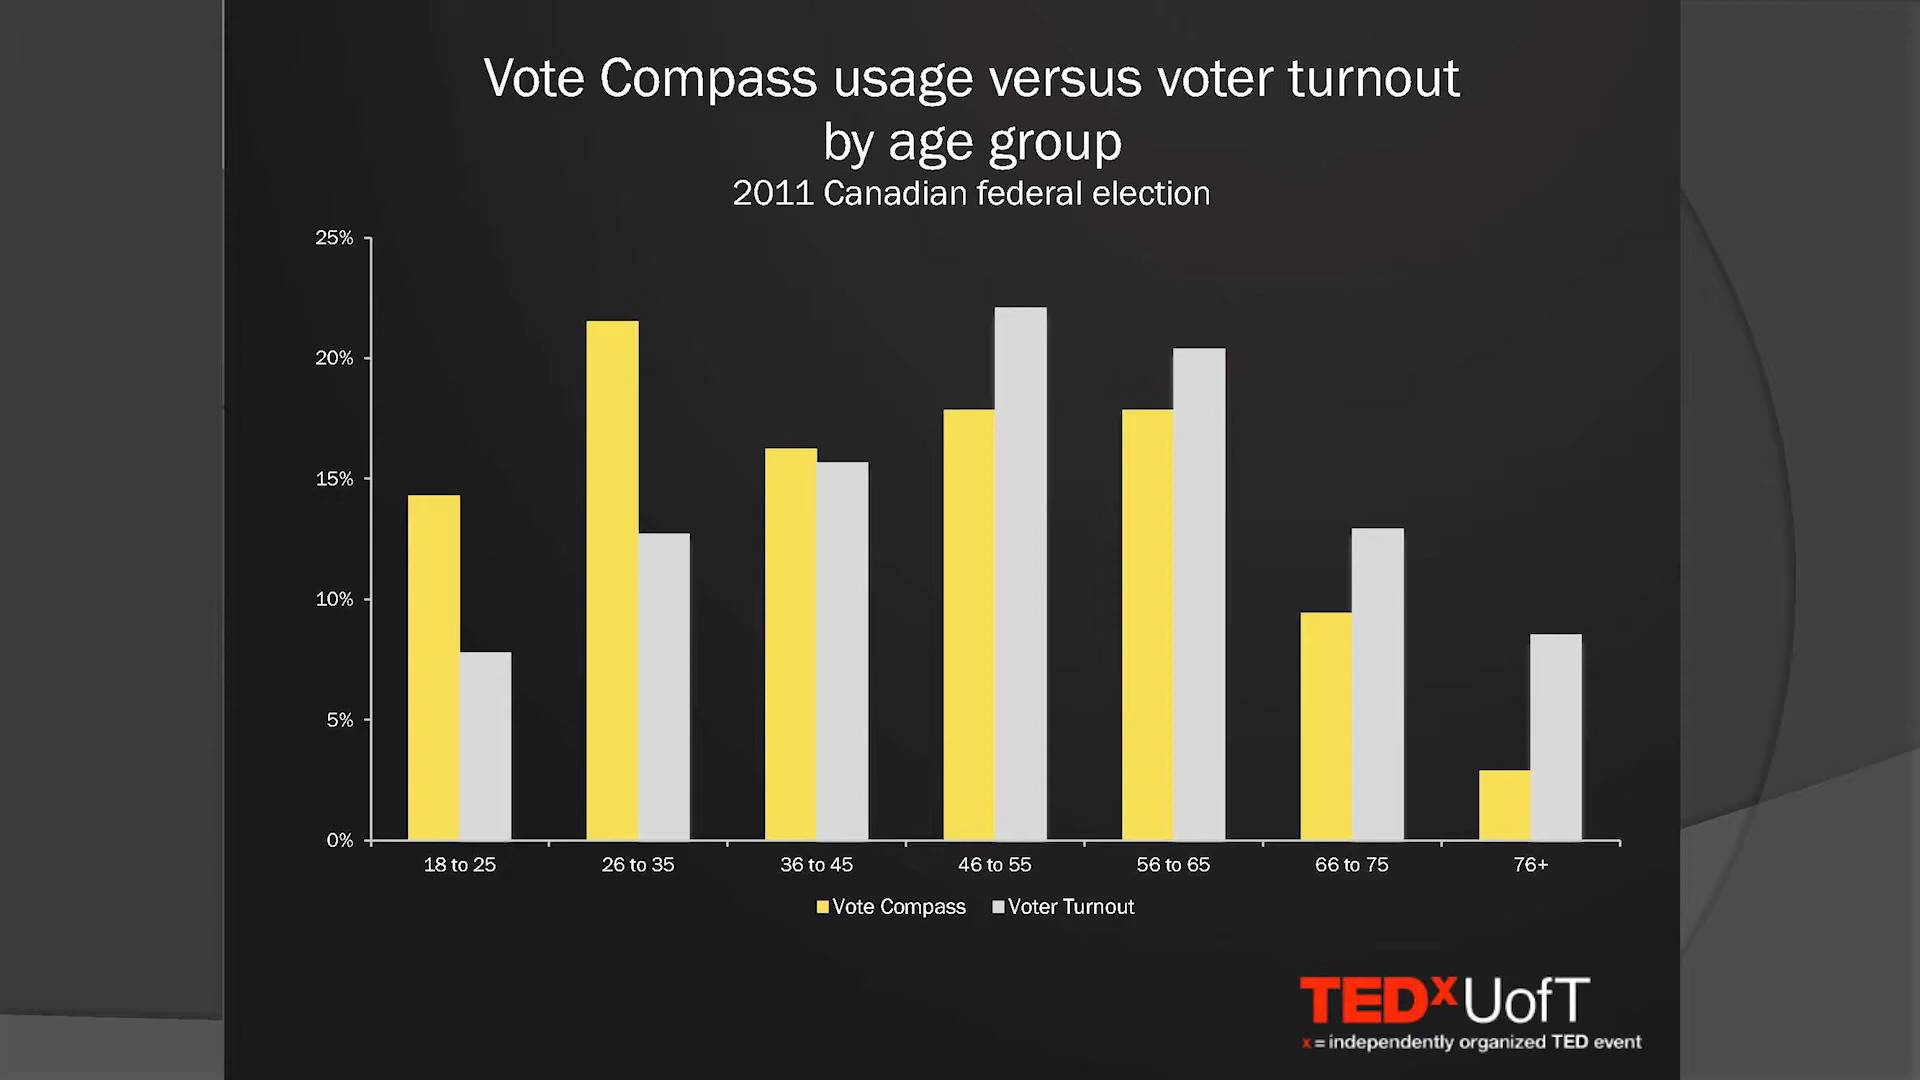 Vote Compass usage versus voter turnout
by age group
2011 Canadian federal election
25%
20%
15%
10%
5%
0%
18 to 25 26 to 35 36 to 45 46 to 55 56 to 65 66 to 75 76+
Vote Compass Voter Turnout
TEDx UofT
x = independently organized TED event